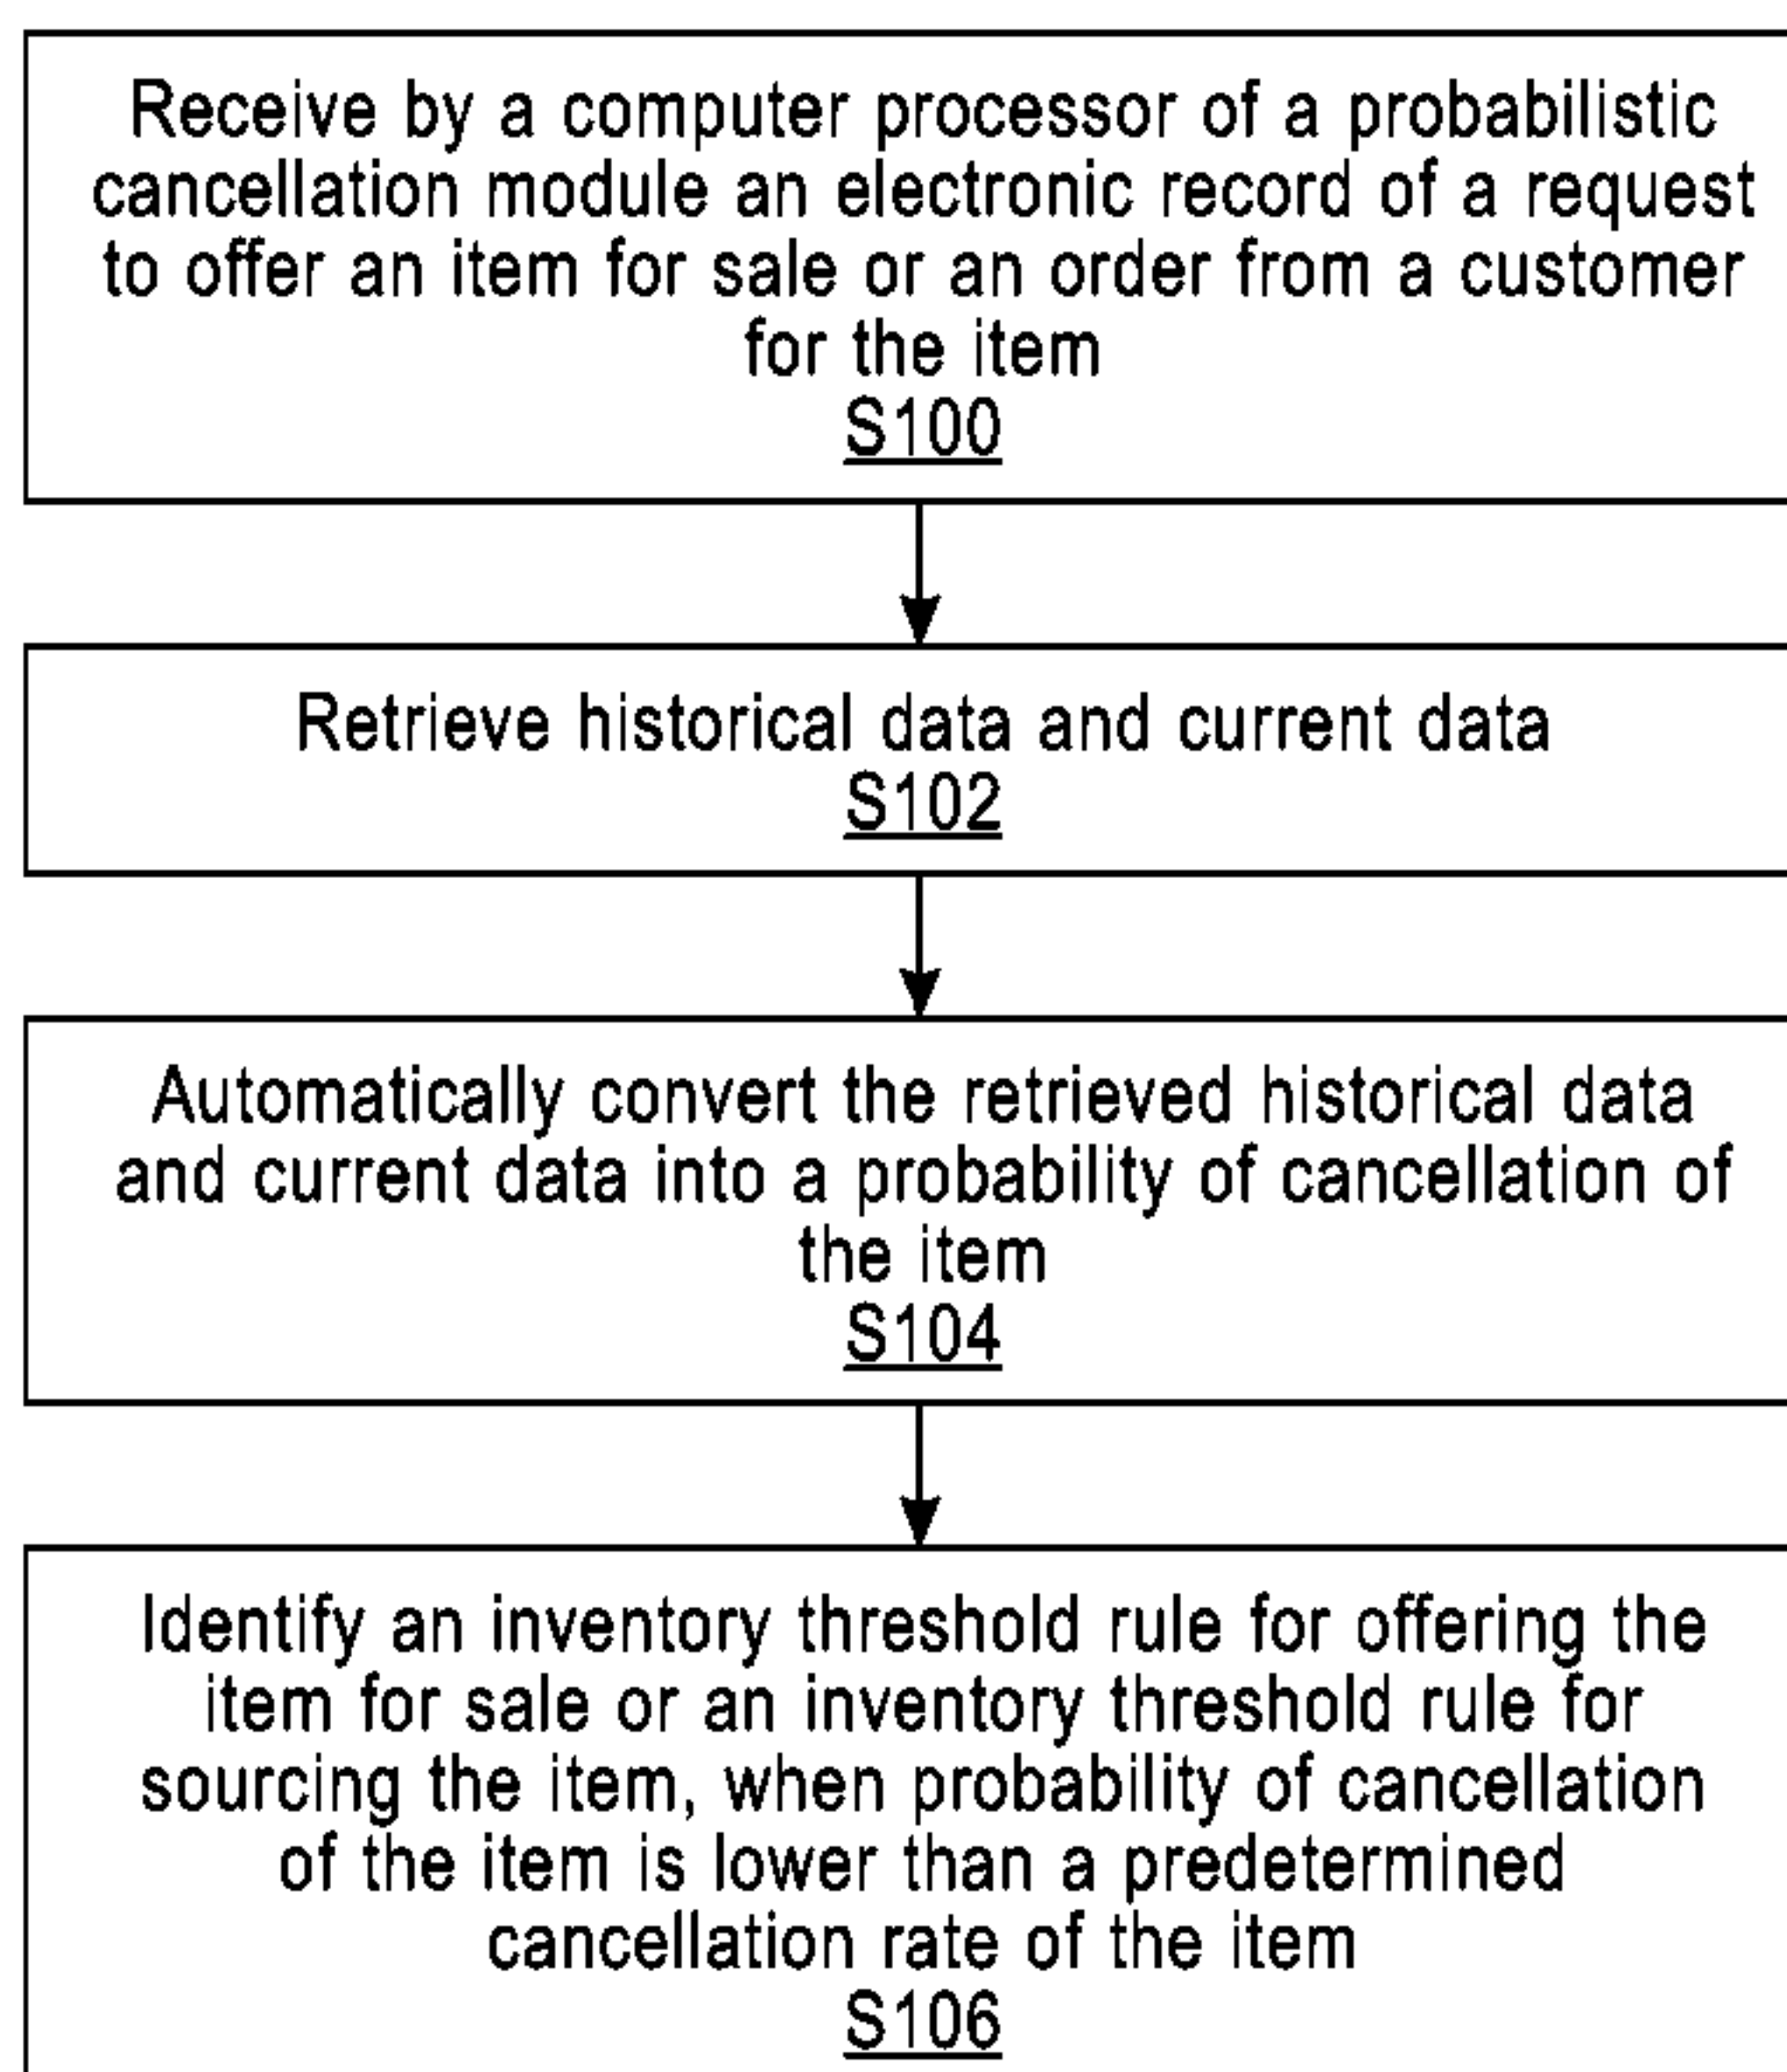 Receive by a computer processor of a probabilistic
cancellation module an electronic record of a request
to offer an item for sale or an order from a customer
for the item
S100
Retrieve historical data and current data
S102
Automatically convert the retrieved historical data
and current data into a probability of cancellation of
the item
S104
Identify an inventory threshold rule for offering the
item for sale or an inventory threshold rule for
sourcing the item, when probability of cancellation
of the item is lower than a predetermined
cancellation rate of the item
S106